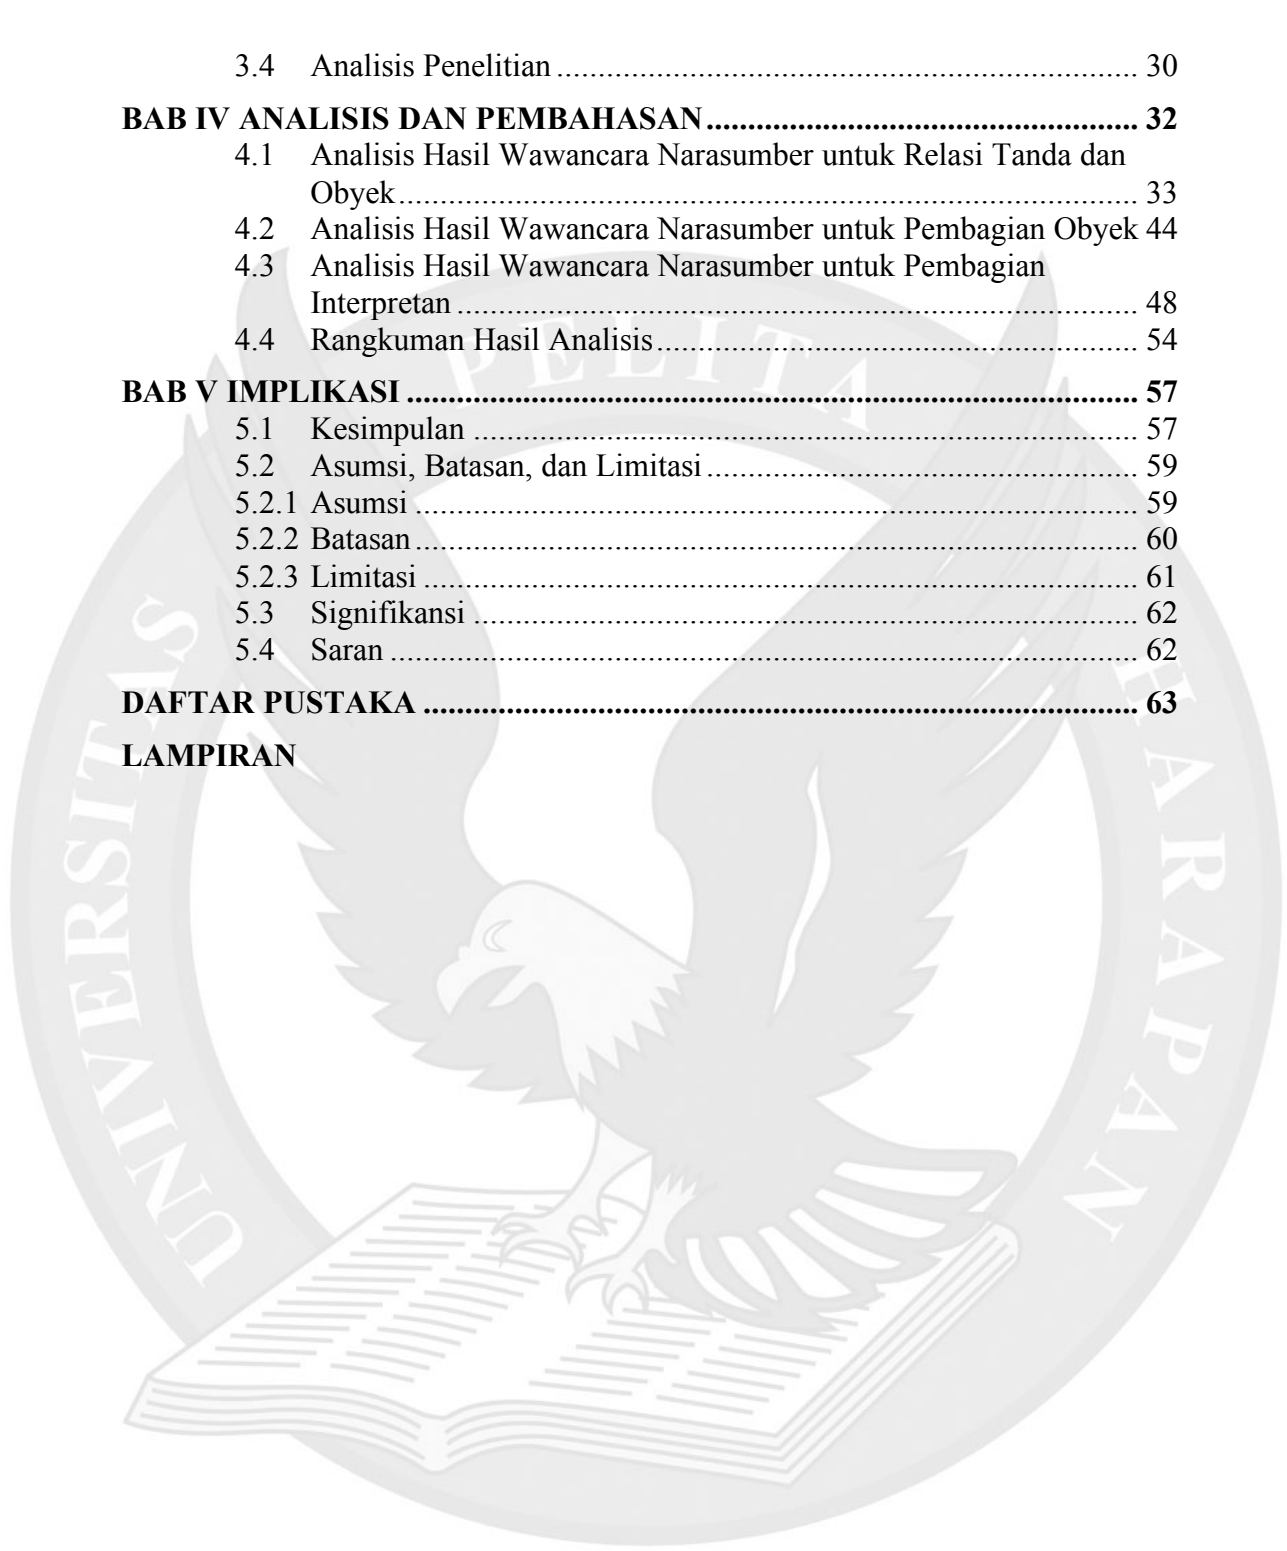 3.4 Analisis Penelitian ........................................................................ 30
BAB IV ANALISIS DAN PEMBAHASAN ..................................................... 32
4.1 Analisis Hasil Wawancara Narasumber untuk Relasi Tanda dan
Obyek ............................................................................................ 33
4.2 Analisis Hasil Wawancara Narasumber untuk Pembagian Obyek 44
4.3 Analisis Hasil Wawancara Narasumber untuk Pembagian
Interpretan ..................................................................................... 48
4.4 Rangkuman Hasil Analisis ............................................................ 54
BAB V IMPLIKASI .......................................................................................... 57
5.1 Kesimpulan ................................................................................... 57
5.2 Asumsi, Batasan, dan Limitasi ...................................................... 59
5.2.1 Asumsi .......................................................................................... 59
5.2.2 Batasan .......................................................................................... 60
5.2.3 Limitasi ......................................................................................... 61
5.3 Signifikansi ................................................................................... 62
5.4 Saran ............................................................................................. 62
DAFTAR PUSTAKA ........................................................................................ 63
LAMPIRAN
UNIVERSITAS PELITA HARAPAN